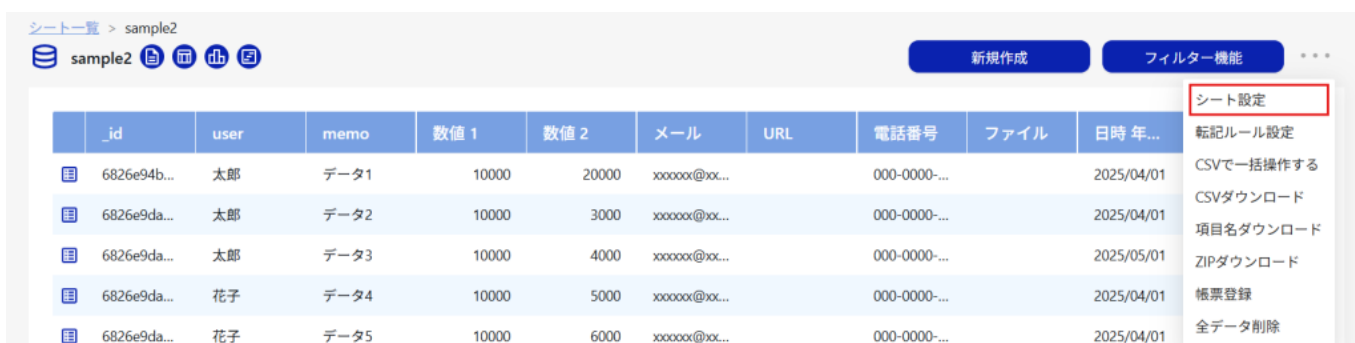 シート一覧 > sample2
sample2
新規作成 フィルター機能 ・・・
シート設定
転記ルール設定
CSVで一括操作する
CSVダウンロード
項目名ダウンロード
ZIPダウンロード
帳票登録
全データ削除
_id user memo 数値 1 数値 2 メール URL 電話番号 ファイル 日時 年...
6826e94b... 太郎 データ1 10000 20000 xxxxxx@xx... 000-0000-... 2025/04/01
6826e9da... 太郎 データ2 10000 3000 xxxxxx@xx... 000-0000-... 2025/04/01
6826e9da... 太郎 データ3 10000 4000 xxxxxx@xx... 000-0000-... 2025/05/01
6826e9da... 花子 データ4 10000 5000 xxxxxx@xx... 000-0000-... 2025/04/01
6826e9da... 花子 データ5 10000 6000 xxxxxx@xx... 000-0000-... 2025/04/01